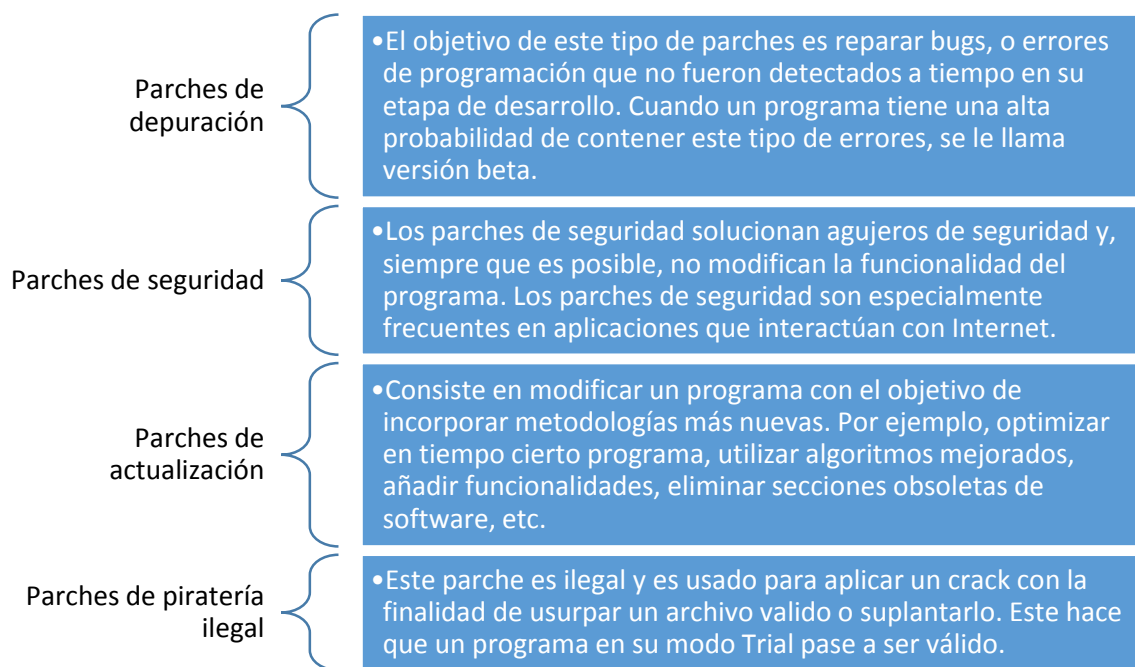 Parches de
depuración
•El objetivo de este tipo de parches es reparar bugs, o errores
de programación que no fueron detectados a tiempo en su
etapa de desarrollo. Cuando un programa tiene una alta
probabilidad de contener este tipo de errores, se le llama
versión beta.
Parches de seguridad
•Los parches de seguridad solucionan agujeros de seguridad y,
siempre que es posible, no modifican la funcionalidad del
programa. Los parches de seguridad son especialmente
frecuentes en aplicaciones que interactúan con Internet.
Parches de
actualización
•Consiste en modificar un programa con el objetivo de
incorporar metodologías más nuevas. Por ejemplo, optimizar
en tiempo cierto programa, utilizar algoritmos mejorados,
añadir funcionalidades, eliminar secciones obsoletas de
software, etc.
Parches de piratería
ilegal
•Este parche es ilegal y es usado para aplicar un crack con la
finalidad de usurpar un archivo valido o suplantarlo. Este hace
que un programa en su modo Trial pase a ser válido.